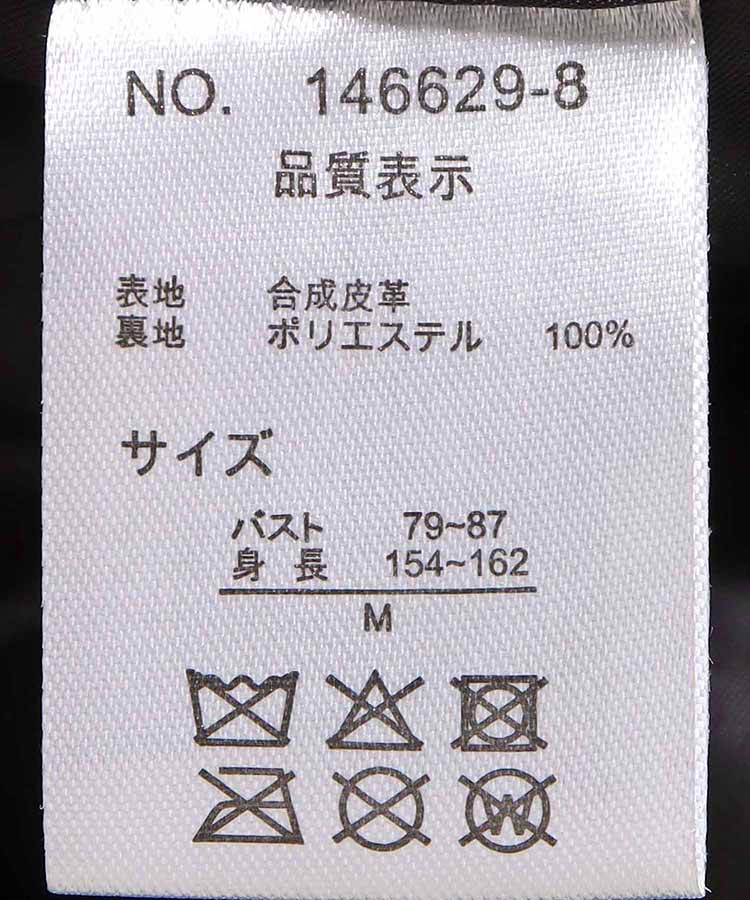 NO. 146629-8
品質表示
表地 合成皮革
裏地 ポリエステル 100%
サイズ
バスト 79~87
身長 154~162
M
W